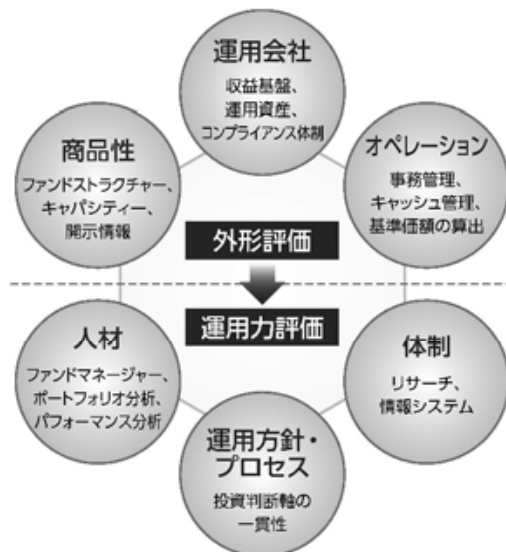 運用会社
収益基盤、
運用資産、
コンプライアンス体制
商品性
ファンドストラクチャー、
キャパシティー、
開示情報
オペレーション
事務管理、
キャッシュ管理、
基準価額の算出
外形評価
運用力評価
人材
ファンドマネージャー、
ポートフォリオ分析、
パフォーマンス分析
体制
リサーチ、
情報システム
運用方針・
プロセス
投資判断軸の
一貫性